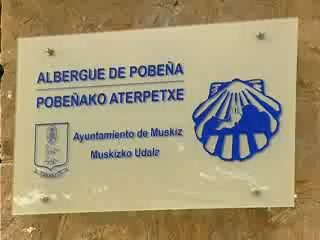 ALBERGUE DE POBEÑA
POBEÑAKO ATERPETXE
Ayuntamiento de Muskiz
Muskizko Udala